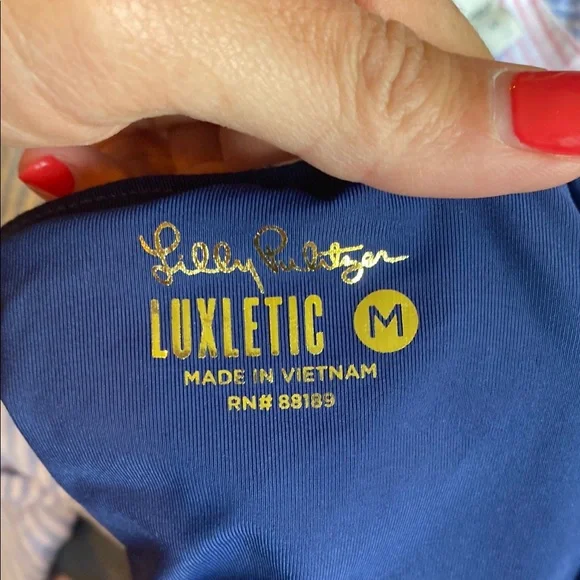 Lilly Pulitzer
LUXLETIC M
MADE IN VIETNAM
RN# 88189